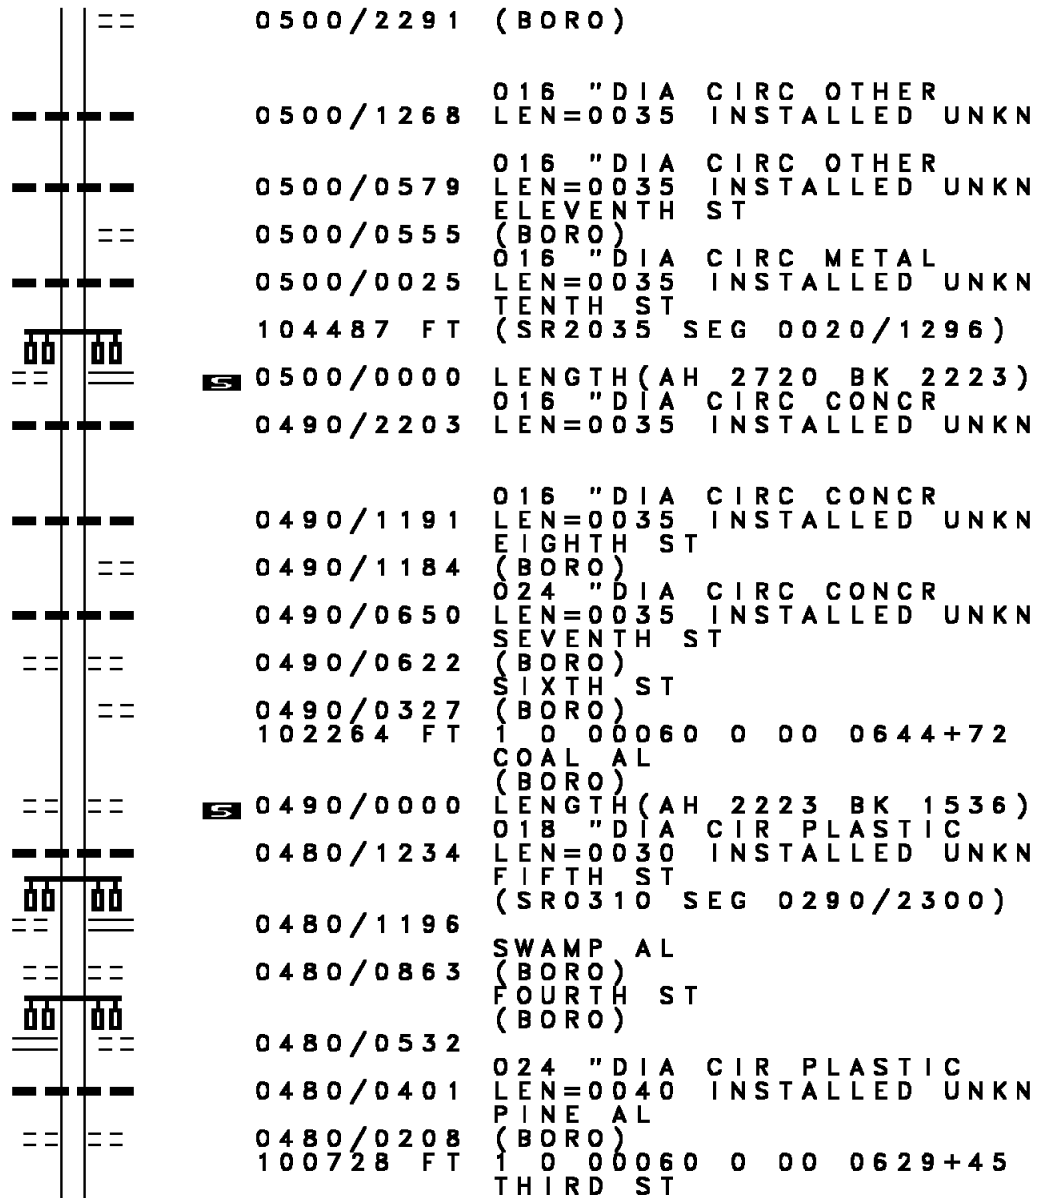 0500/2291 (BORO)
016 "DIA CIRC OTHER
0500/1268 LEN=0035 INSTALLED UNKN
016 "DIA CIRC OTHER
0500/0579 LEN=0035 INSTALLED UNKN
ELEVENTH ST
0500/0555 (BORO)
016 "DIA CIRC METAL
0500/0025 LEN=0035 INSTALLED UNKN
TENTH ST
104487 FT (SR2035 SEG 0020/1296)
S 0500/0000 LENGTH(AH 2720 BK 2223)
016 "DIA CIRC CONCR
0490/2203 LEN=0035 INSTALLED UNKN
016 "DIA CIRC CONCR
0490/1191 LEN=0035 INSTALLED UNKN
EIGHTH ST
0490/1184 (BORO)
024 "DIA CIRC CONCR
0490/0650 LEN=0035 INSTALLED UNKN
SEVENTH ST
0490/0622 (BORO)
SIXTH ST
0490/0327 (BORO)
102264 FT 1 0 00060 0 00 0644+72
COAL AL
(BORO)
S 0490/0000 LENGTH(AH 2223 BK 1536)
018 "DIA CIR PLASTIC
0480/1234 LEN=0030 INSTALLED UNKN
FIFTH ST
(SR0310 SEG 0290/2300)
0480/1196
SWAMP AL
0480/0863 (BORO)
FOURTH ST
(BORO)
0480/0532
024 "DIA CIR PLASTIC
0480/0401 LEN=0040 INSTALLED UNKN
PINE AL
0480/0208 (BORO)
100728 FT 1 0 00060 0 00 0629+45
THIRD ST